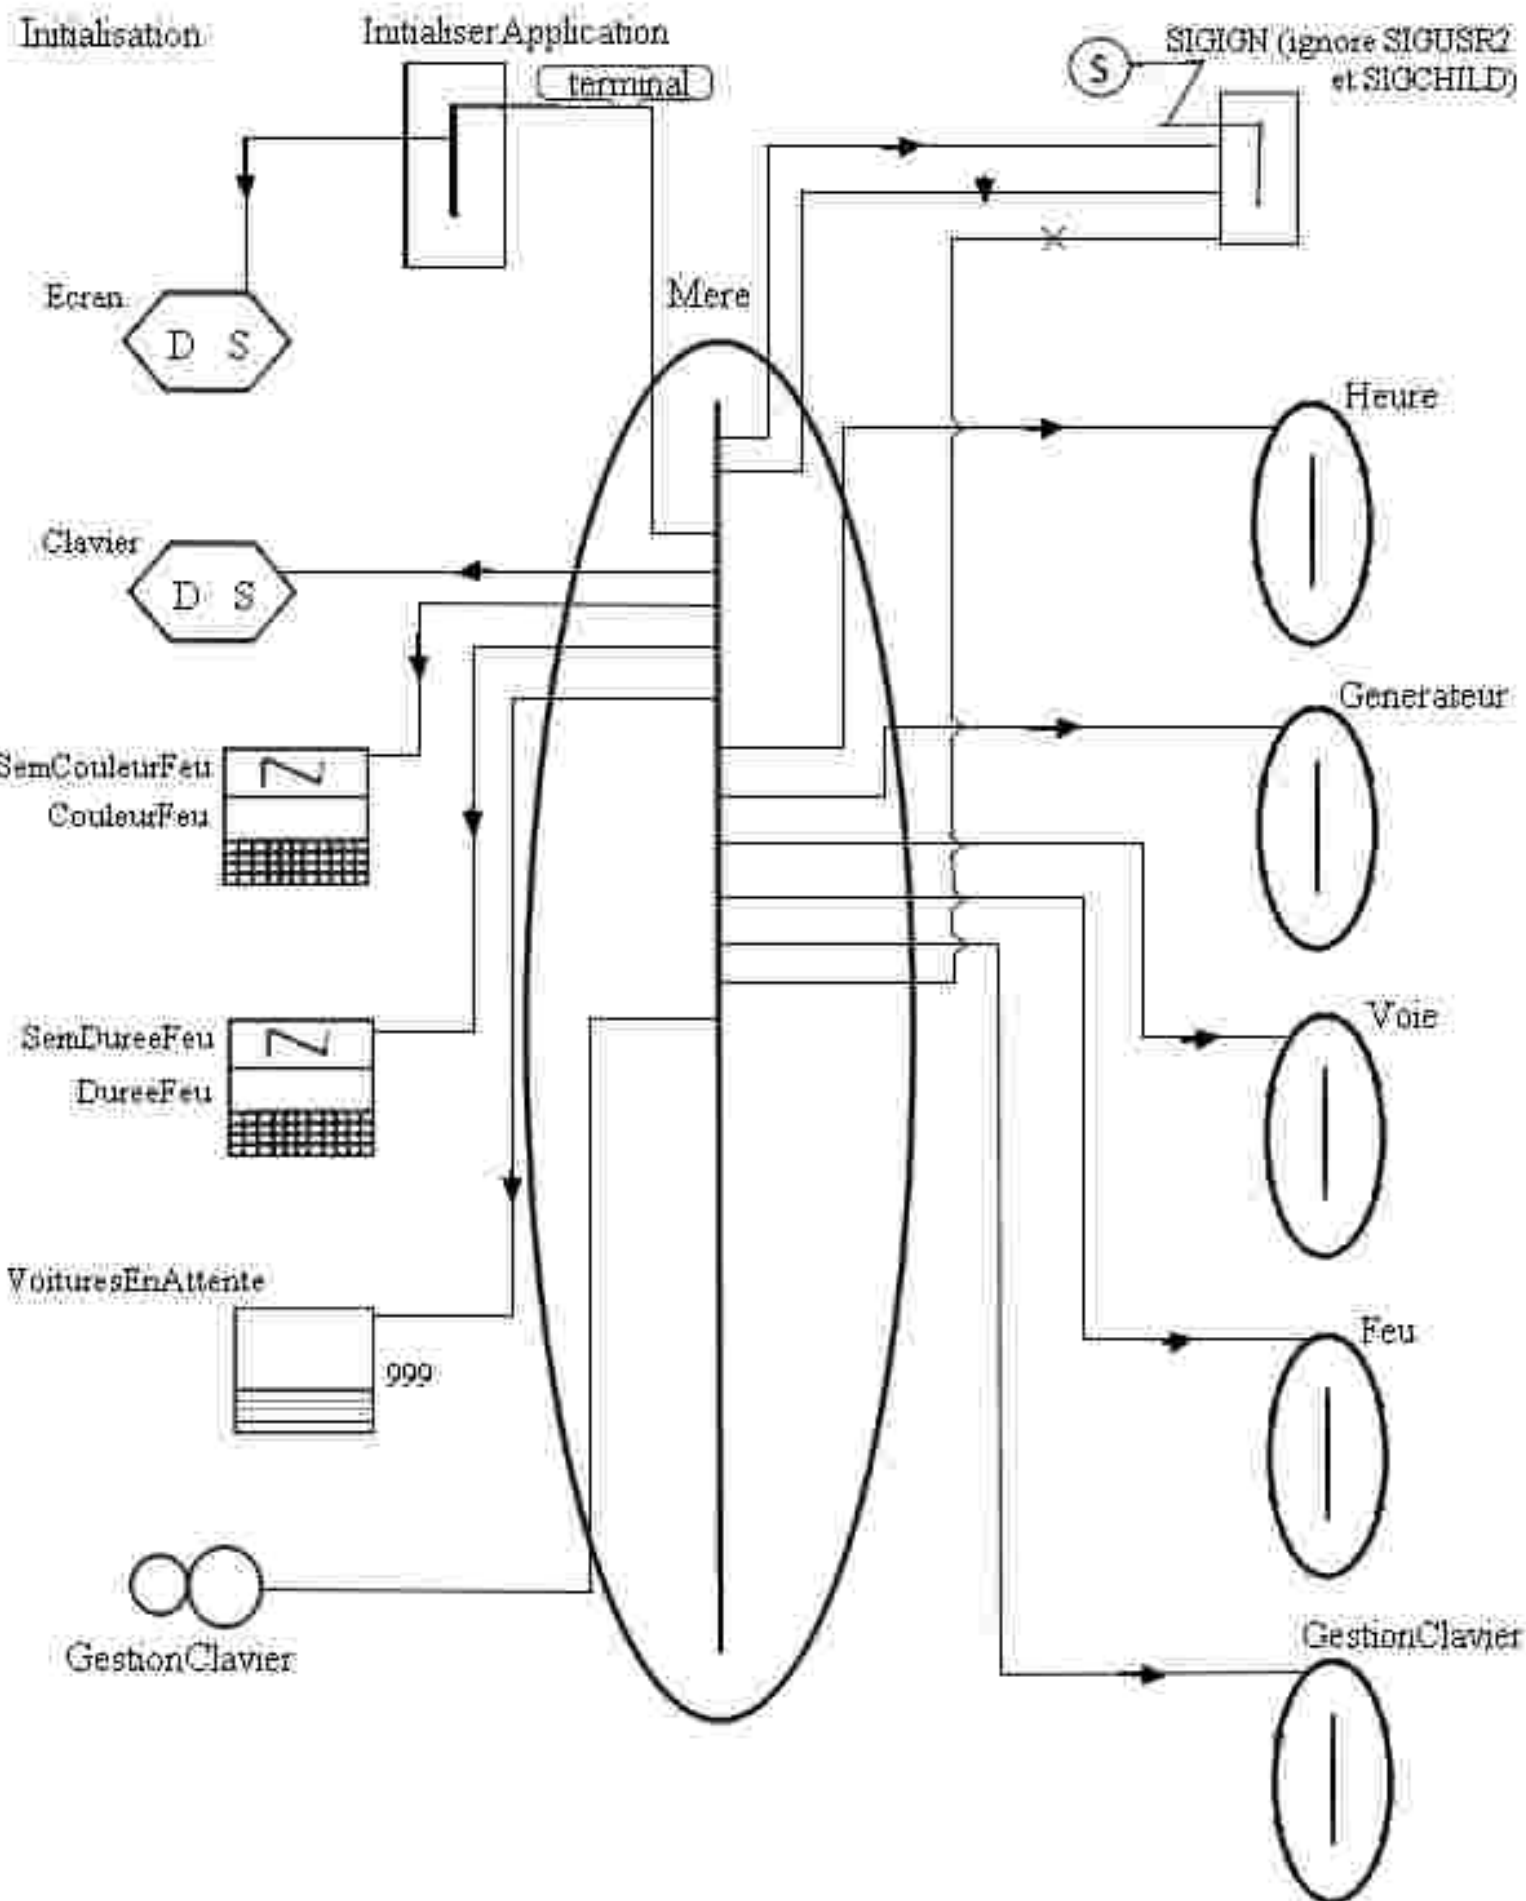 Initialisation
InitialiserApplication
terminal
S
SIGIGN (ignore SIGUSR2
et SIGCHILD)
Ecran
D S
Mere
Heure
Clavier
D S
Generateur
SemCouleurFeu
CouleurFeu
SemDureeFeu
DureeFeu
Voie
VoituresEnAttente
999
Feu
GestionClavier
GestionClavier